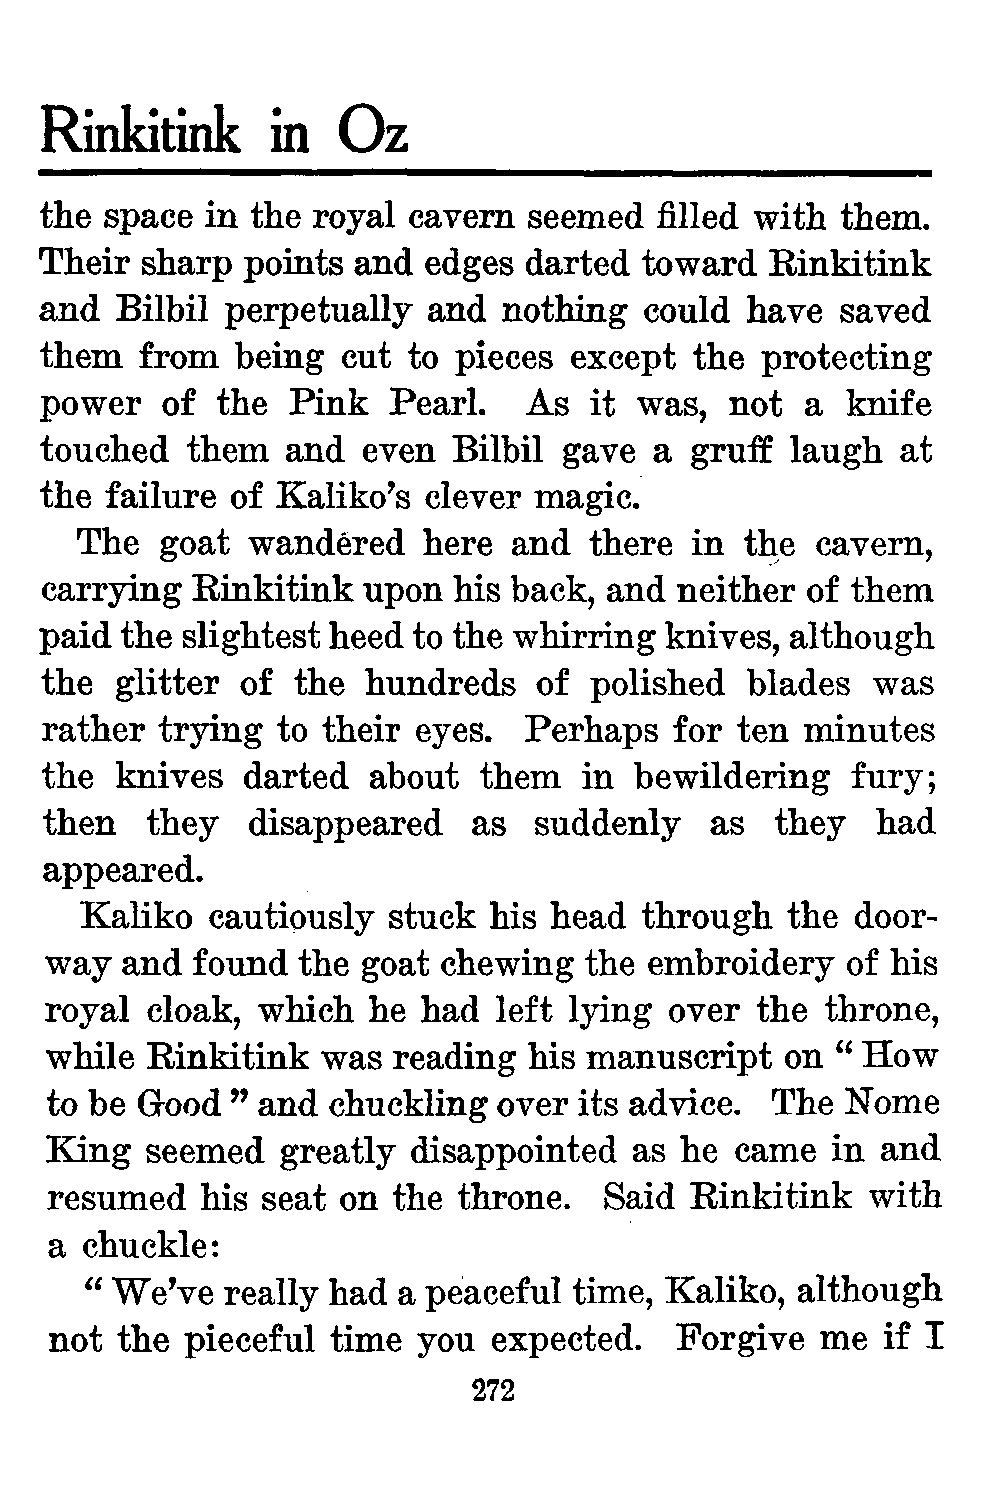 Rinkitink in Oz
the space in the royal cavern seemed filled with them.
Their sharp points and edges darted toward Rinkitink
and Bilbil perpetually and nothing could have saved
them from being cut to pieces except the protecting
power of the Pink Pearl. As it was, not a knife
touched them and even Bilbil gave a gruff laugh at
the failure of Kaliko's clever magic.
The goat wandered here and there in the cavern,
carrying Rinkitink upon his back, and neither of them
paid the slightest heed to the whirring knives, although
the glitter of the hundreds of polished blades was
rather trying to their eyes. Perhaps for ten minutes
the knives darted about them in bewildering fury;
then they disappeared as suddenly as they had
appeared.
Kaliko cautiously stuck his head through the door-
way and found the goat chewing the embroidery of his
royal cloak, which he had left lying over the throne,
while Rinkitink was reading his manuscript on “ How
to be Good ” and chuckling over its advice. The Nome
King seemed greatly disappointed as he came in and
resumed his seat on the throne. Said Rinkitink with
a chuckle:
“ We've really had a peaceful time, Kaliko, although
not the pieceful time you expected. Forgive me if I
272